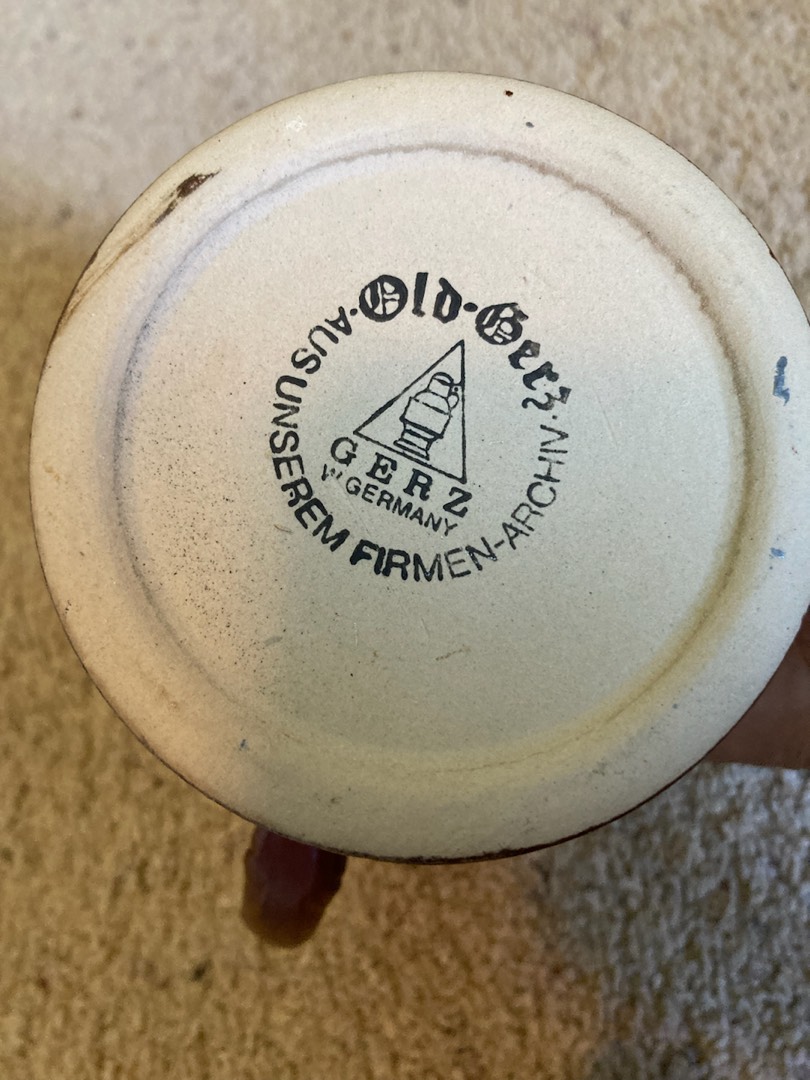 Old·Gerz
·AUS UNSEREM FIRMEN-ARCHIV·
GERZ
W. GERMANY